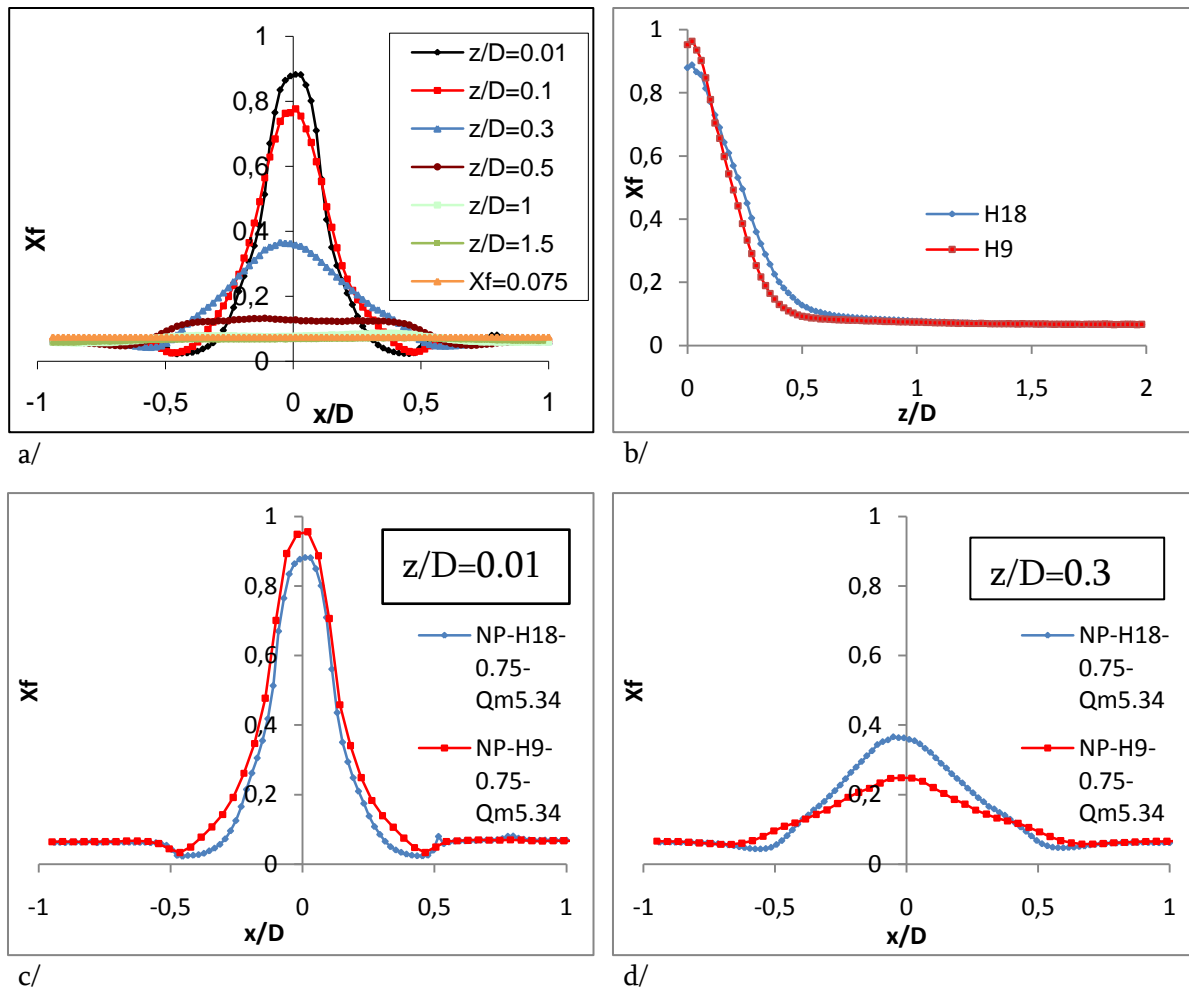 1
0,8
0,6
0,4
0,2
0
-1
-0,5
0
0,5
1
Xf
x/D
z/D=0.01
z/D=0.1
z/D=0.3
z/D=0.5
z/D=1
z/D=1.5
Xf=0.075
a/
1
0,8
0,6
0,4
0,2
0
0
0,5
1
1,5
2
Xf
z/D
H18
H9
b/
1
0,8
0,6
0,4
0,2
0
-1
-0,5
0
0,5
1
Xf
x/D
z/D=0.01
NP-H18-
0.75-
Qm5.34
NP-H9-
0.75-
Qm5.34
c/
1
0,8
0,6
0,4
0,2
0
-1
-0,5
0
0,5
1
Xf
x/D
z/D=0.3
NP-H18-
0.75-
Qm5.34
NP-H9-
0.75-
Qm5.34
d/